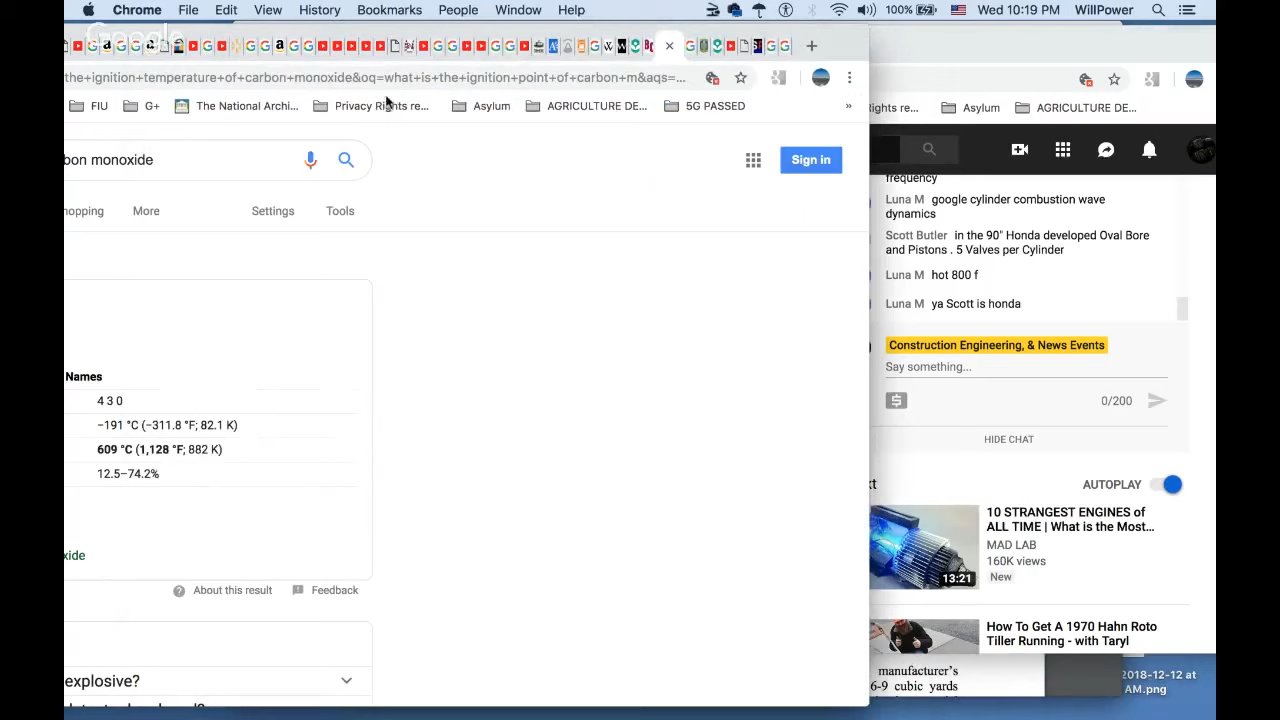 Chrome File Edit View History Bookmarks People Window Help 100% Wed 10:19 PM WillPower
Google
the+ignition+temperature+of+carbon+monoxide&oq=what+is+the+ignition+point+of+carbon+m&aqs=...
FIU G+ The National Archi... Privacy Rights re... Asylum AGRICULTURE DE... 5G PASSED »
ights re... Asylum AGRICULTURE DE...
bon monoxide
Sign in
hopping More Settings Tools
Names
4 3 0
−191 °C (−311.8 °F; 82.1 K)
609 °C (1,128 °F; 882 K)
12.5–74.2%
xide
About this result Feedback
explosive?
frequency
Luna M google cylinder combustion wave
dynamics
Scott Butler in the 90" Honda developed Oval Bore
and Pistons . 5 Valves per Cylinder
Luna M hot 800 f
Luna M ya Scott is honda
Construction Engineering, & News Events
Say something...
0/200
HIDE CHAT
xt AUTOPLAY
10 STRANGEST ENGINES of
ALL TIME | What is the Most...
MAD LAB
160K views
New
13:21
How To Get A 1970 Hahn Roto
Tiller Running - with Taryl
manufacturer's
6-9 cubic yards
2018-12-12 at
AM.png